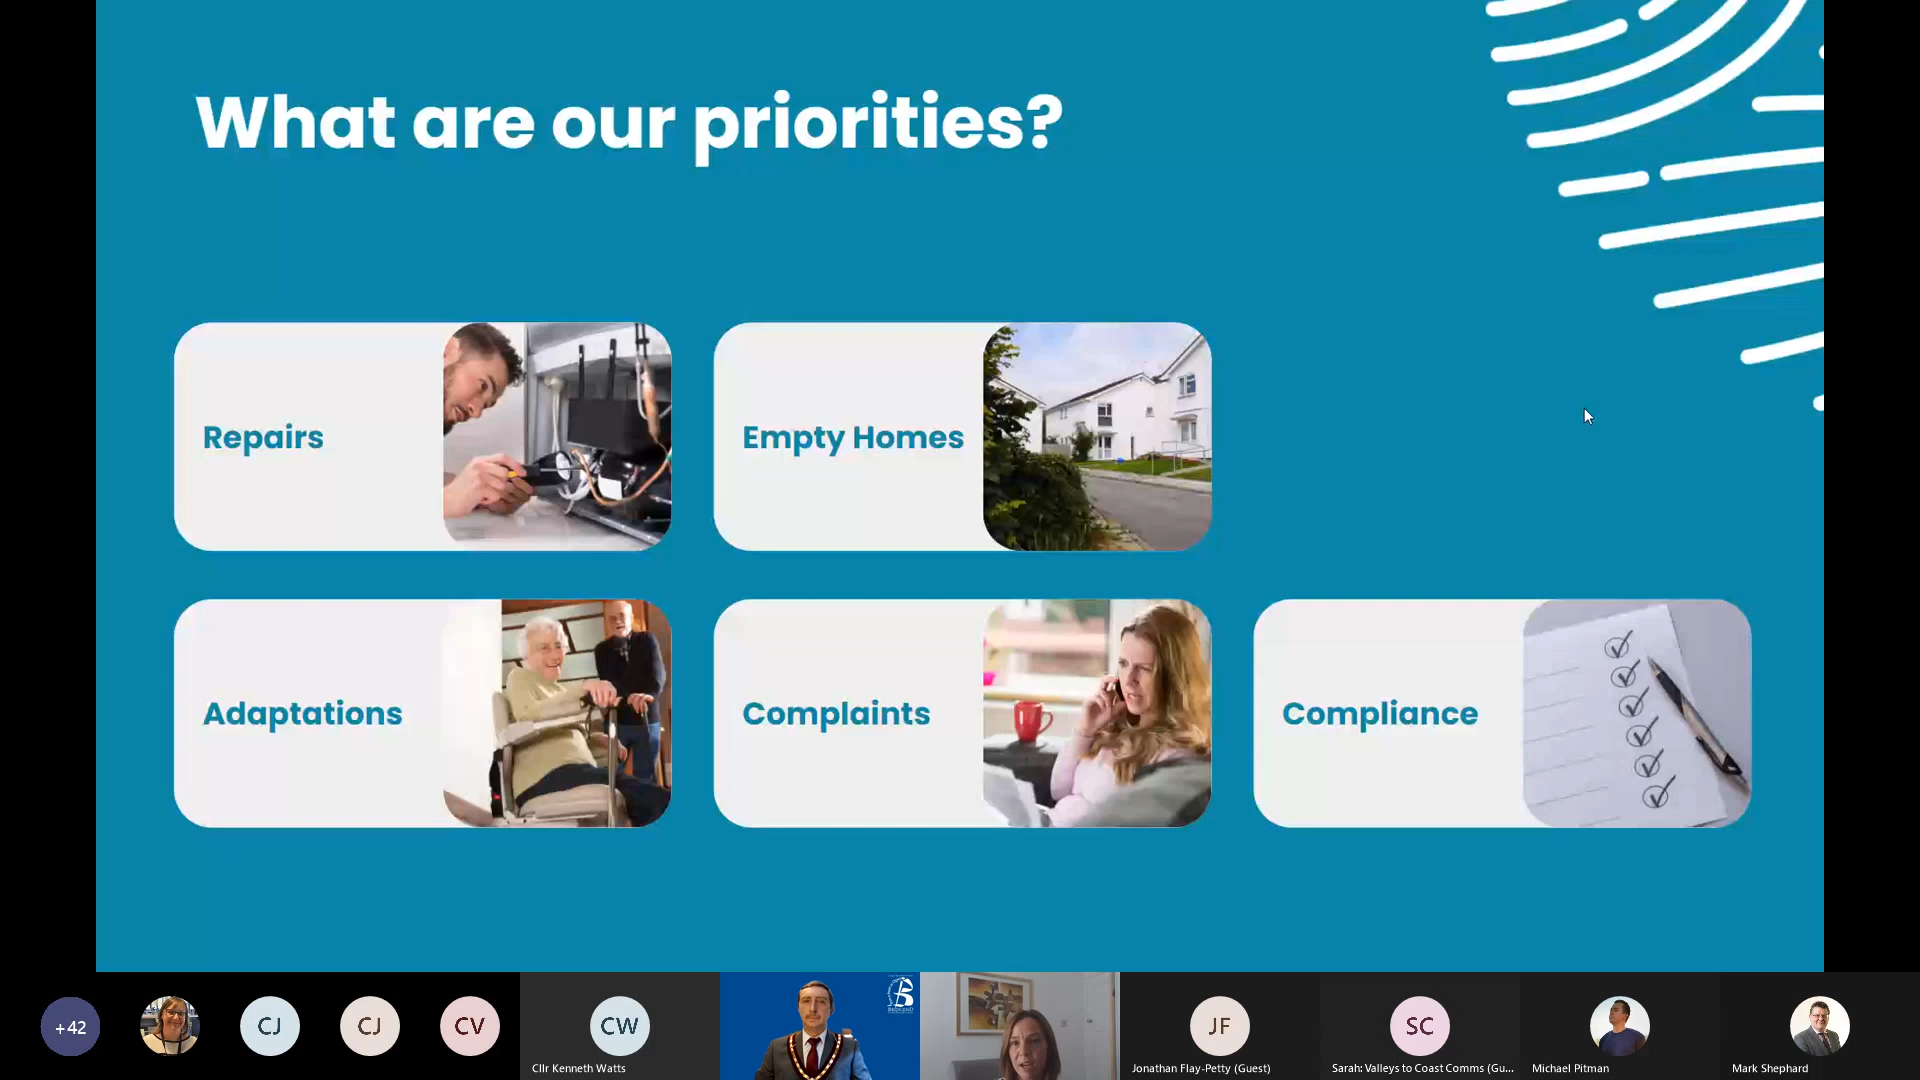 What are our priorities?
Repairs
Empty Homes
Adaptations
Complaints
Compliance
+42
CJ
CJ
CV
CW
Cllr Kenneth Watts
BRIDGEND
JF
Jonathan Flay-Petty (Guest)
SC
Sarah: Valleys to Coast Comms (Gu...
Michael Pitman
Mark Shephard